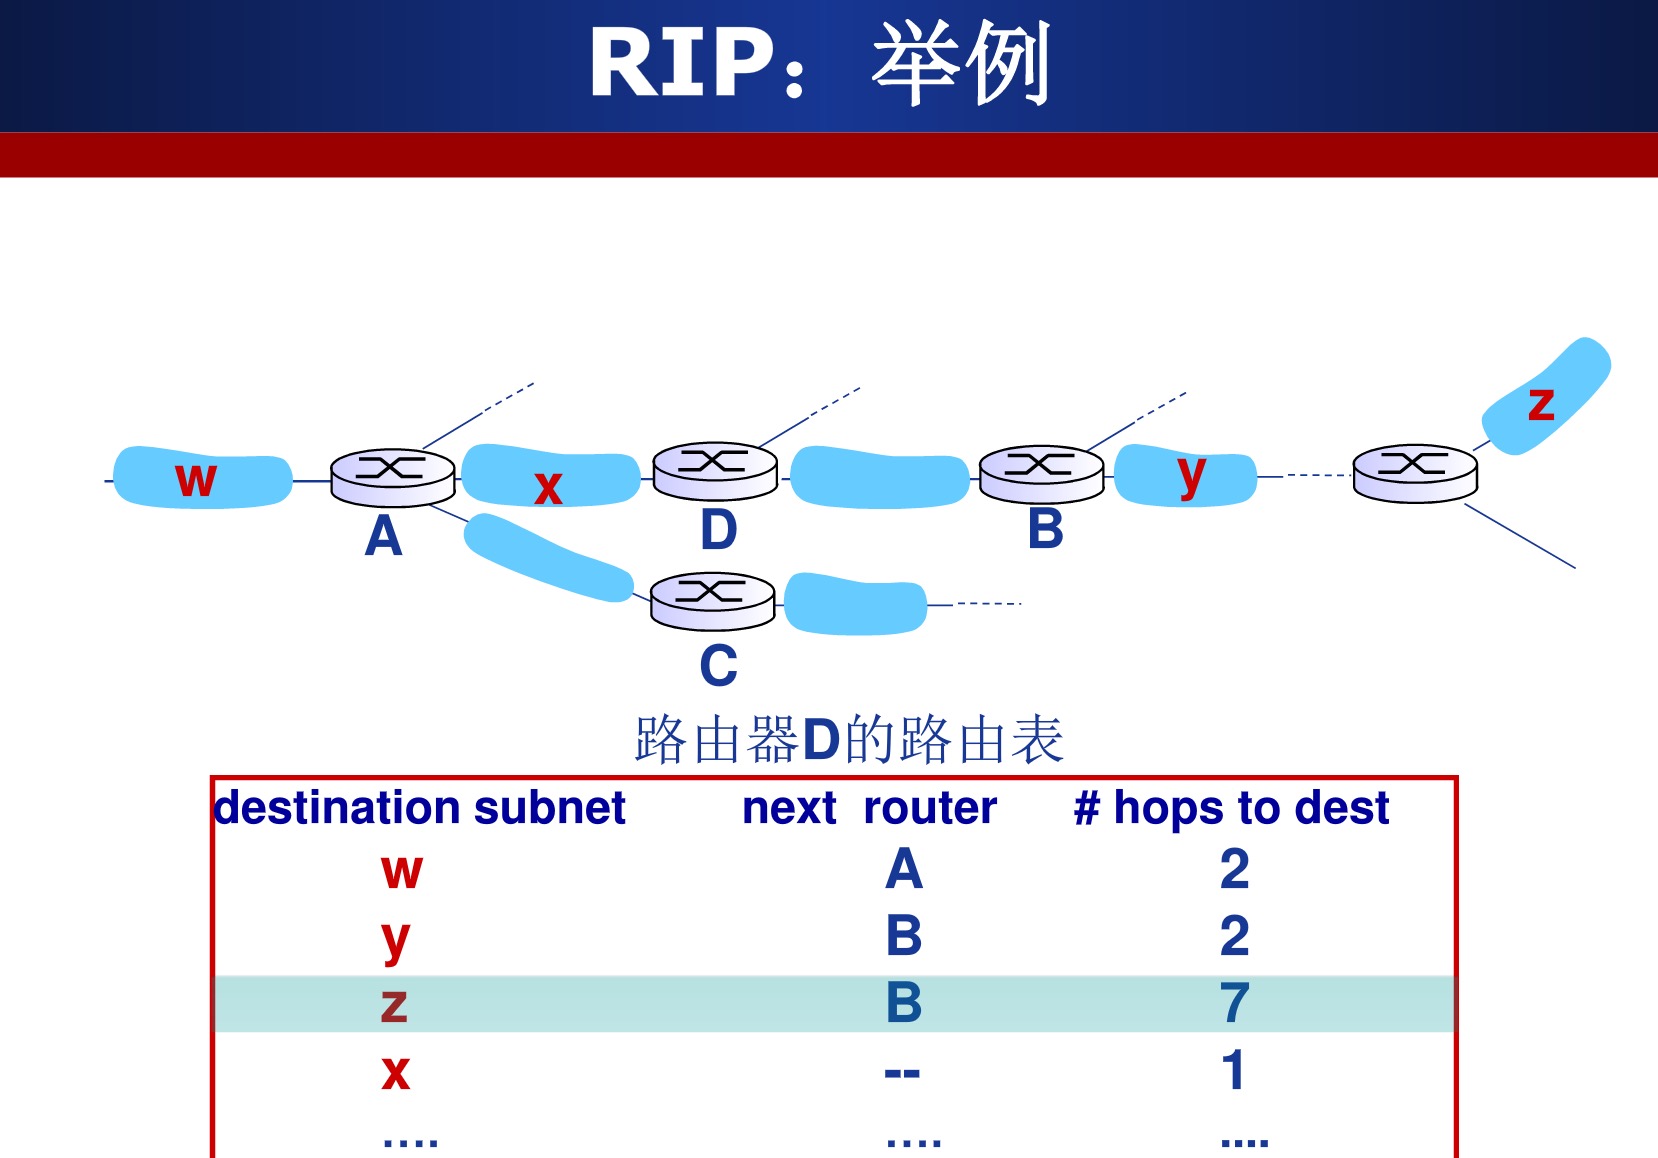 RIP：举例
z
w
x
y
A
D
B
C
路由器D的路由表
destination subnet next router # hops to dest
w A 2
y B 2
z B 7
x -- 1
…. …. ....